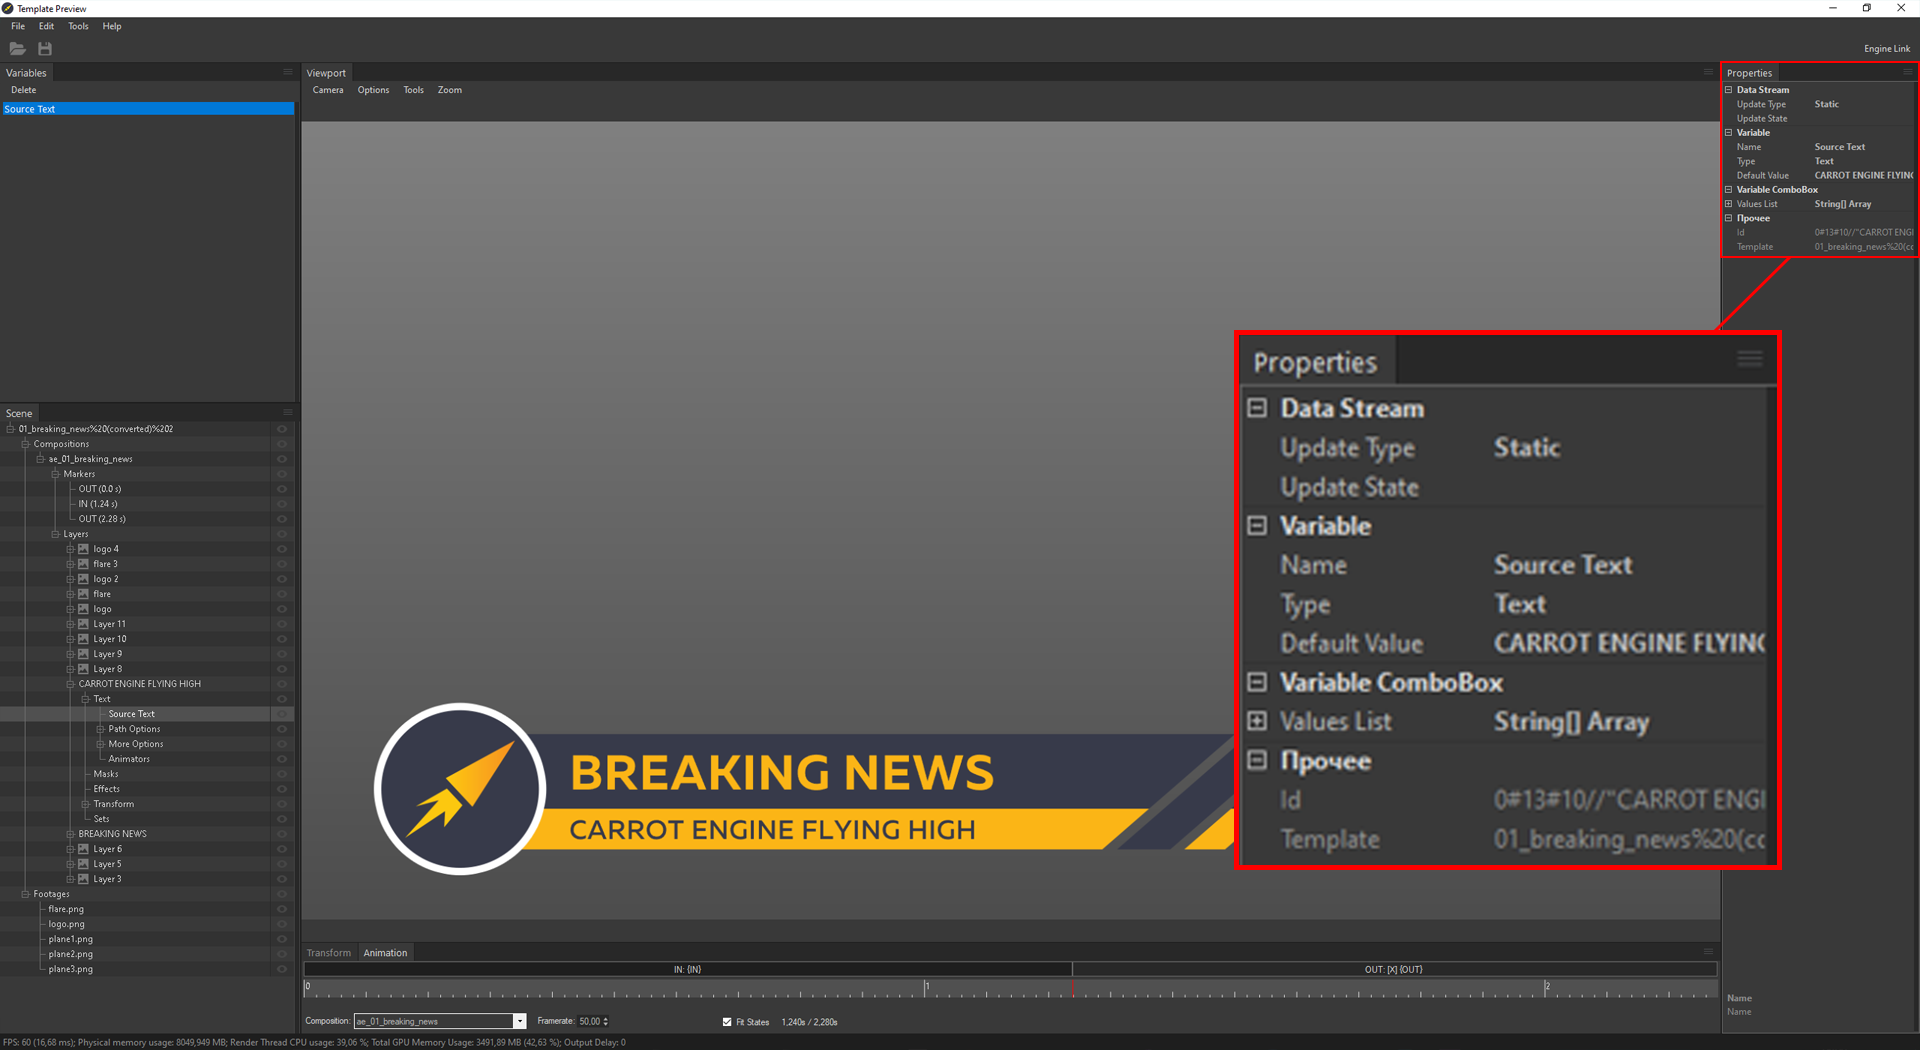 Template Preview
File Edit Tools Help
Engine Link
Variables
Delete
Source Text
Scene
01_breaking_news%20(converted)%202
Compositions
ae_01_breaking_news
Markers
OUT (0.0 s)
IN (1.24 s)
OUT (2.28 s)
Layers
logo 4
flare 3
logo 2
flare
logo
Layer 11
Layer 10
Layer 9
Layer 8
CARROT ENGINE FLYING HIGH
Text
Source Text
Path Options
More Options
Animators
Masks
Effects
Transform
Sets
BREAKING NEWS
Layer 6
Layer 5
Layer 3
Footages
flare.png
logo.png
plane1.png
plane2.png
plane3.png
Viewport
Camera Options Tools Zoom
BREAKING NEWS
CARROT ENGINE FLYING HIGH
Transform Animation
IN: {IN} OUT: [X] {OUT}
0 1 2
Composition: ae_01_breaking_news Framerate: 50,00 Fit States 1,240s / 2,280s
Properties
Data Stream
Update Type Static
Update State
Variable
Name Source Text
Type Text
Default Value CARROT ENGINE FLYING
Variable ComboBox
Values List String[] Array
Прочее
Id 0#13#10//"CARROT ENGI
Template 01_breaking_news%20(cc
Properties
Data Stream
Update Type Static
Update State
Variable
Name Source Text
Type Text
Default Value CARROT ENGINE FLYING
Variable ComboBox
Values List String[] Array
Прочее
Id 0#13#10//"CARROT ENGI
Template 01_breaking_news%20(cc
Name
Name
FPS: 60 (16,68 ms); Physical memory usage: 8049,949 MB; Render Thread CPU usage: 39,06 %; Total GPU Memory Usage: 3491,89 MB (42,63 %); Output Delay: 0